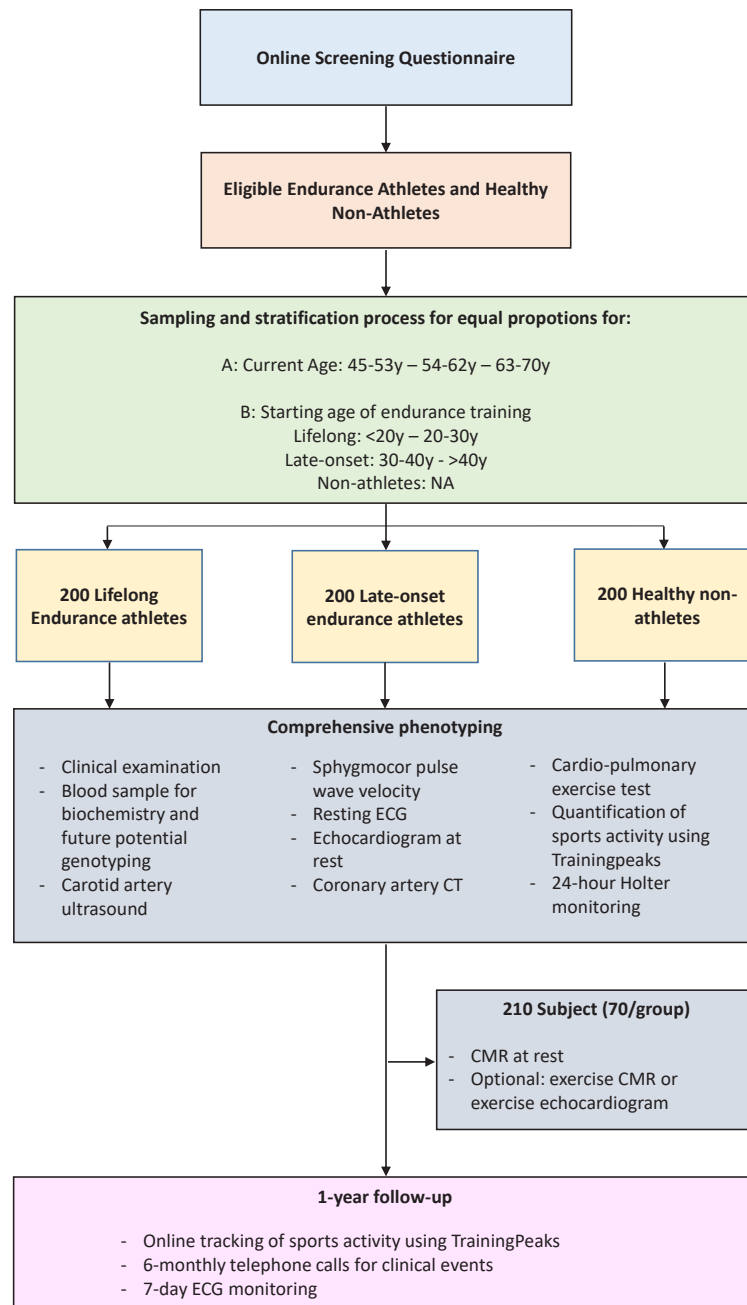 Online Screening Questionnaire
Eligible Endurance Athletes and Healthy
Non-Athletes
Sampling and stratification process for equal propotions for:
A: Current Age: 45-53y – 54-62y – 63-70y
B: Starting age of endurance training
Lifelong: <20y – 20-30y
Late-onset: 30-40y - >40y
Non-athletes: NA
200 Lifelong
Endurance athletes
200 Late-onset
endurance athletes
200 Healthy non-
athletes
Comprehensive phenotyping
- Clinical examination
- Blood sample for
biochemistry and
future potential
genotyping
- Carotid artery
ultrasound
- Sphygmocor pulse
wave velocity
- Resting ECG
- Echocardiogram at
rest
- Coronary artery CT
- Cardio-pulmonary
exercise test
- Quantification of
sports activity using
Trainingpeaks
- 24-hour Holter
monitoring
210 Subject (70/group)
- CMR at rest
- Optional: exercise CMR or
exercise echocardiogram
1-year follow-up
- Online tracking of sports activity using TrainingPeaks
- 6-monthly telephone calls for clinical events
- 7-day ECG monitoring